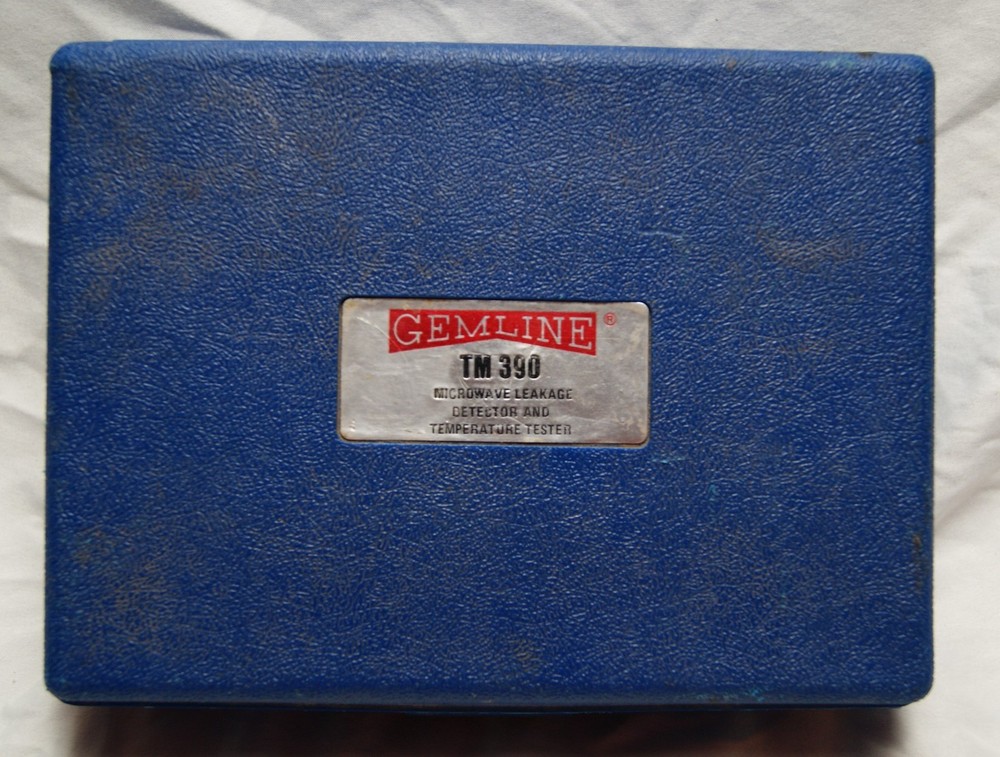 GEMLINE ®
TM 390
MICROWAVE LEAKAGE
DETECTOR AND
TEMPERATURE TESTER